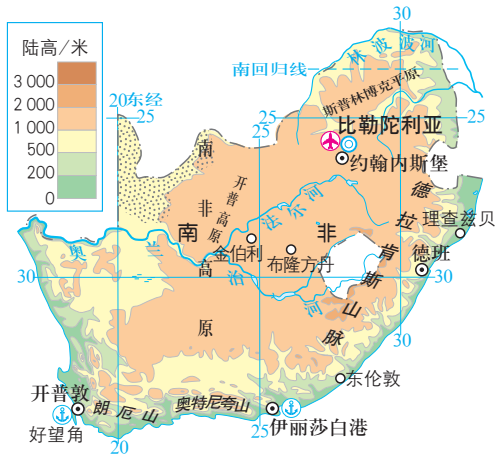 陆高/米
3 000
2 000
1 000
500
200
0
30
林波波河
南回归线
斯普林博克平原
20东经
25
25
25
比勒陀利亚
约翰内斯堡
南非高原
开普高原
法尔河
德拉肯斯山脉
理查兹贝
南非
奥兰治河
金伯利
布隆方丹
德班
30
30
30
东伦敦
开普敦
好望角
朗厄山
奥特尼夸山
伊丽莎白港
20
25